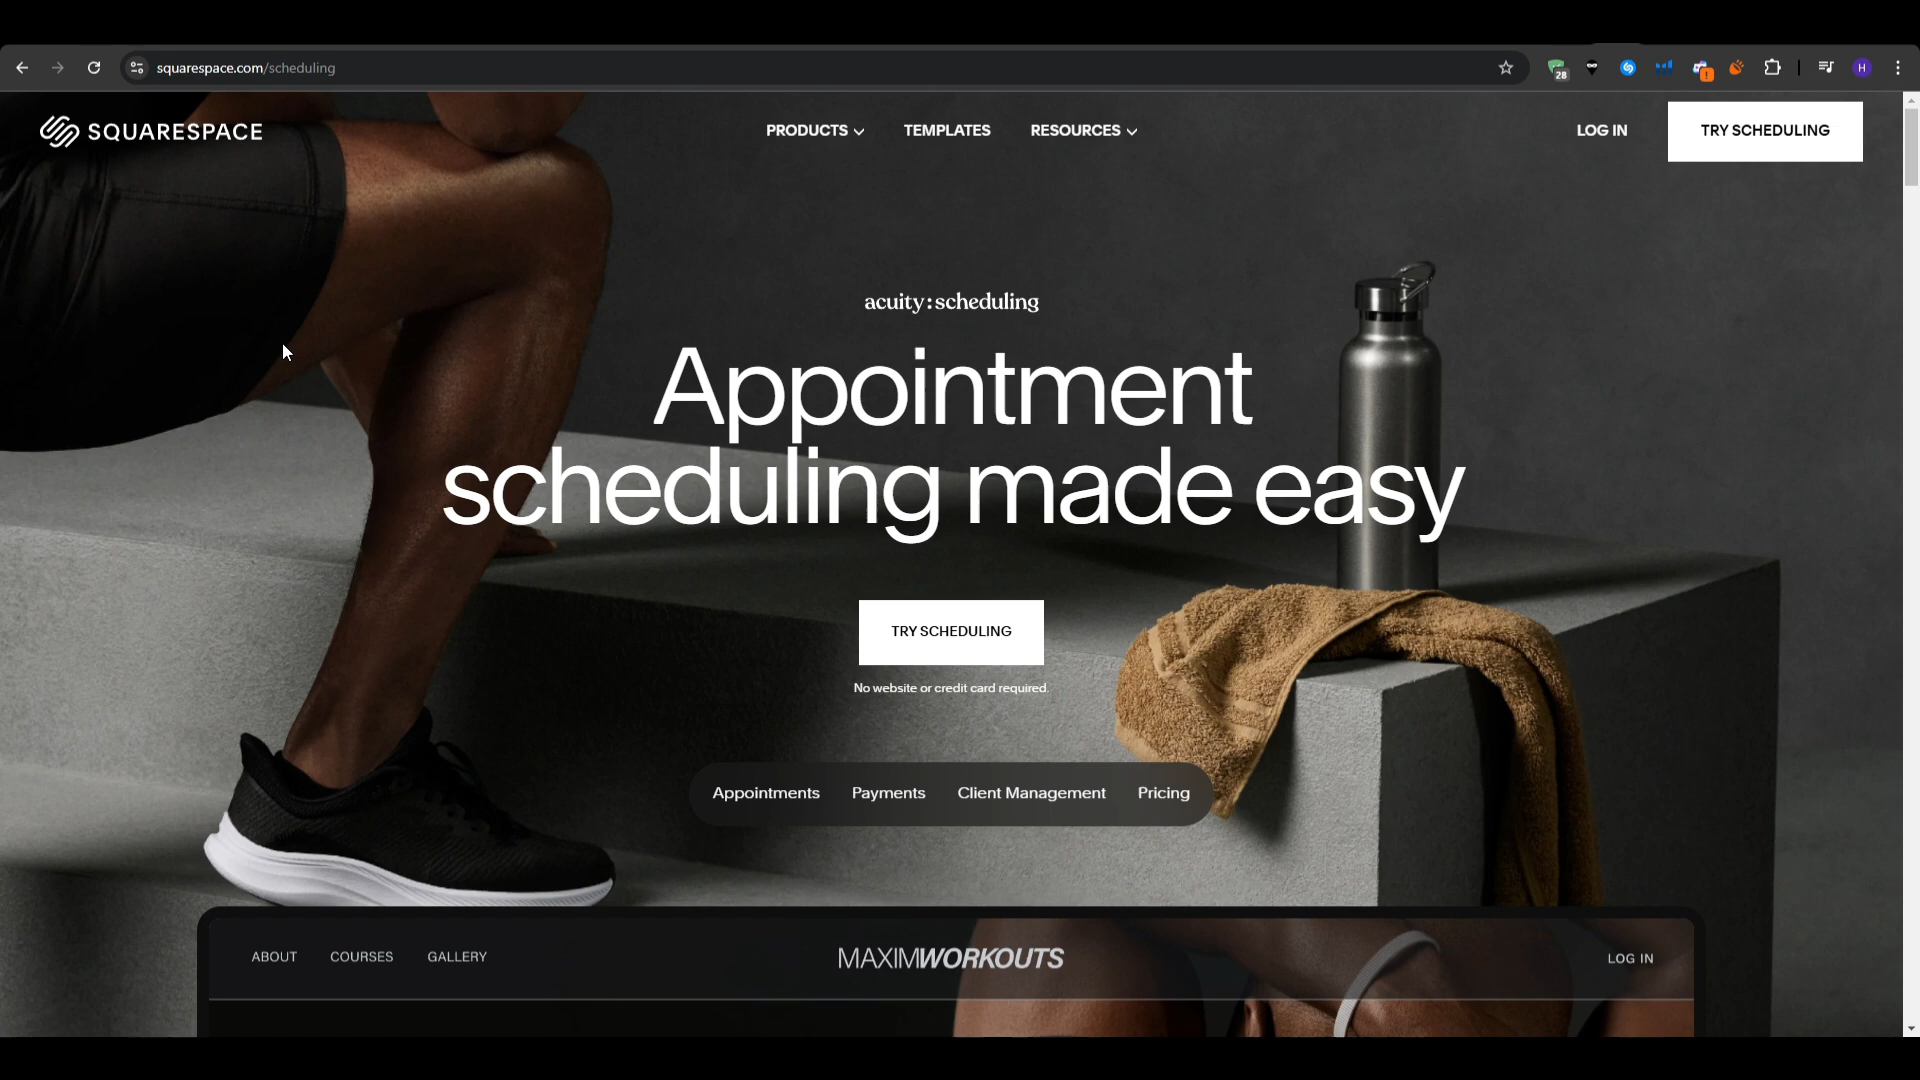 squarespace.com/scheduling
28
H
SQUARESPACE
PRODUCTS
TEMPLATES
RESOURCES
LOG IN
TRY SCHEDULING
acuity:scheduling
Appointment
scheduling made easy
TRY SCHEDULING
No website or credit card required.
Appointments
Payments
Client Management
Pricing
ABOUT
COURSES
GALLERY
MAXIMWORKOUTS
LOG IN